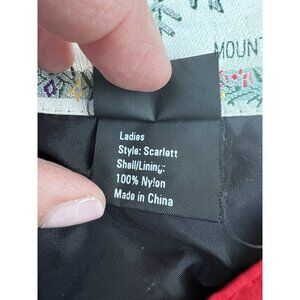 MOUNT
Ladies
Style: Scarlett
Shell/Lining:
100% Nylon
Made in China